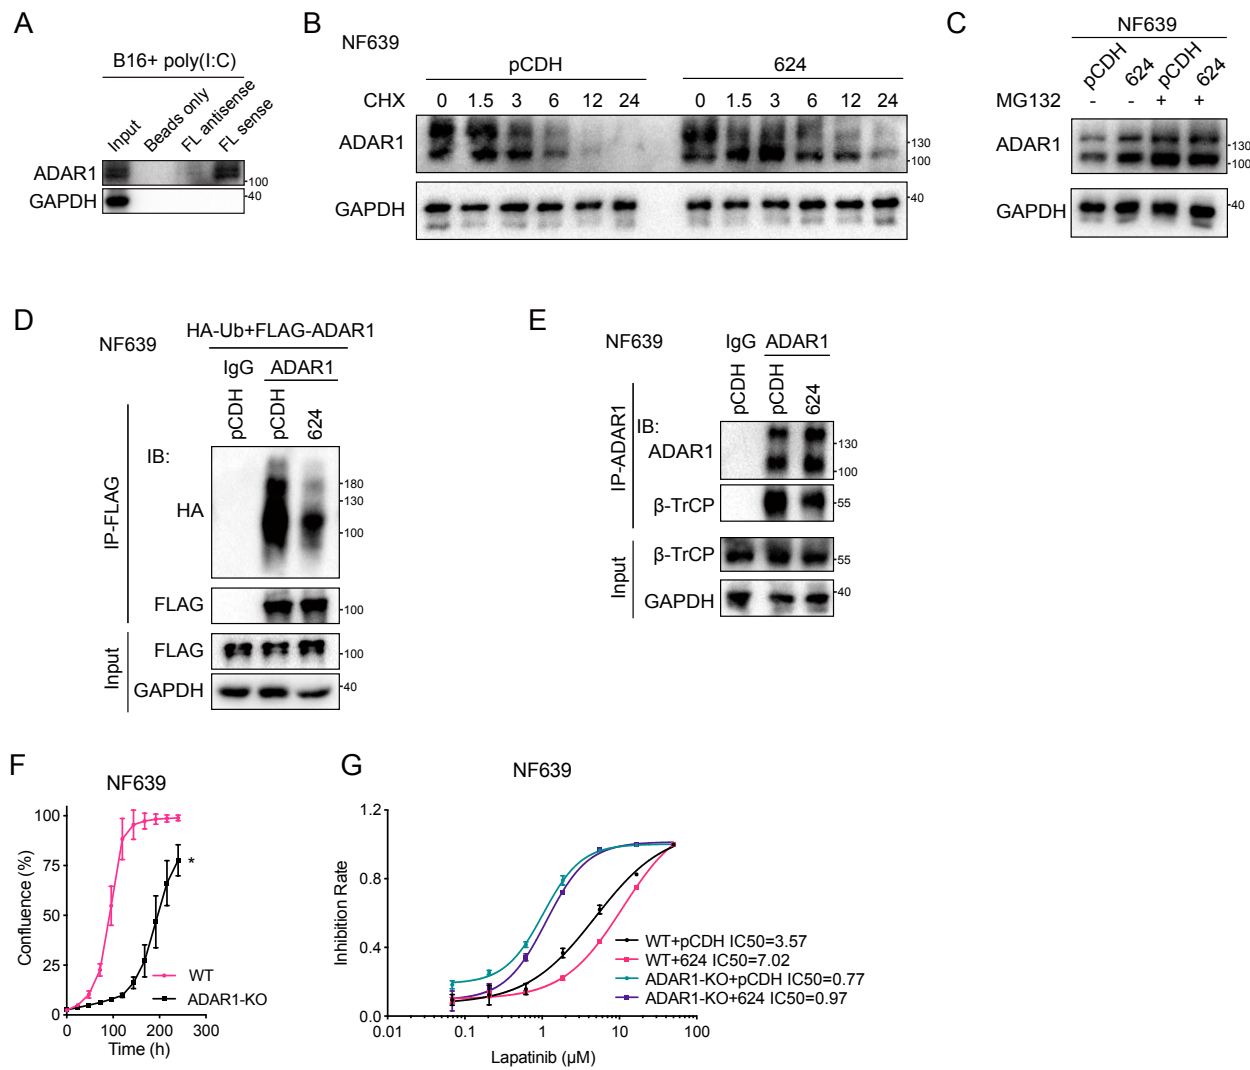 A
B16+ poly(I:C)
Input
Beads only
FL antisense
FL sense
ADAR1
100
GAPDH
40
B
NF639
pCDH
624
CHX
0 1.5 3 6 12 24
0 1.5 3 6 12 24
ADAR1
130
100
GAPDH
40
C
NF639
pCDH
624
pCDH
624
MG132
- - + +
ADAR1
130
100
GAPDH
40
D
NF639
HA-Ub+FLAG-ADAR1
IgG
ADAR1
pCDH
pCDH
624
IP-FLAG
IB:
HA
180
130
100
FLAG
100
Input
FLAG
100
GAPDH
40
E
NF639
IgG
ADAR1
pCDH
pCDH
624
IP-ADAR1
IB:
ADAR1
130
100
β-TrCP
55
Input
β-TrCP
55
GAPDH
40
F
NF639
Confluence (%)
100
75
50
25
0
WT
ADAR1-KO
*
0 100 200 300
Time (h)
G
NF639
Inhibition Rate
1.2
0.8
0.4
0.0
WT+pCDH IC50=3.57
WT+624 IC50=7.02
ADAR1-KO+pCDH IC50=0.77
ADAR1-KO+624 IC50=0.97
0.01 0.1 1 10 100
Lapatinib (µM)